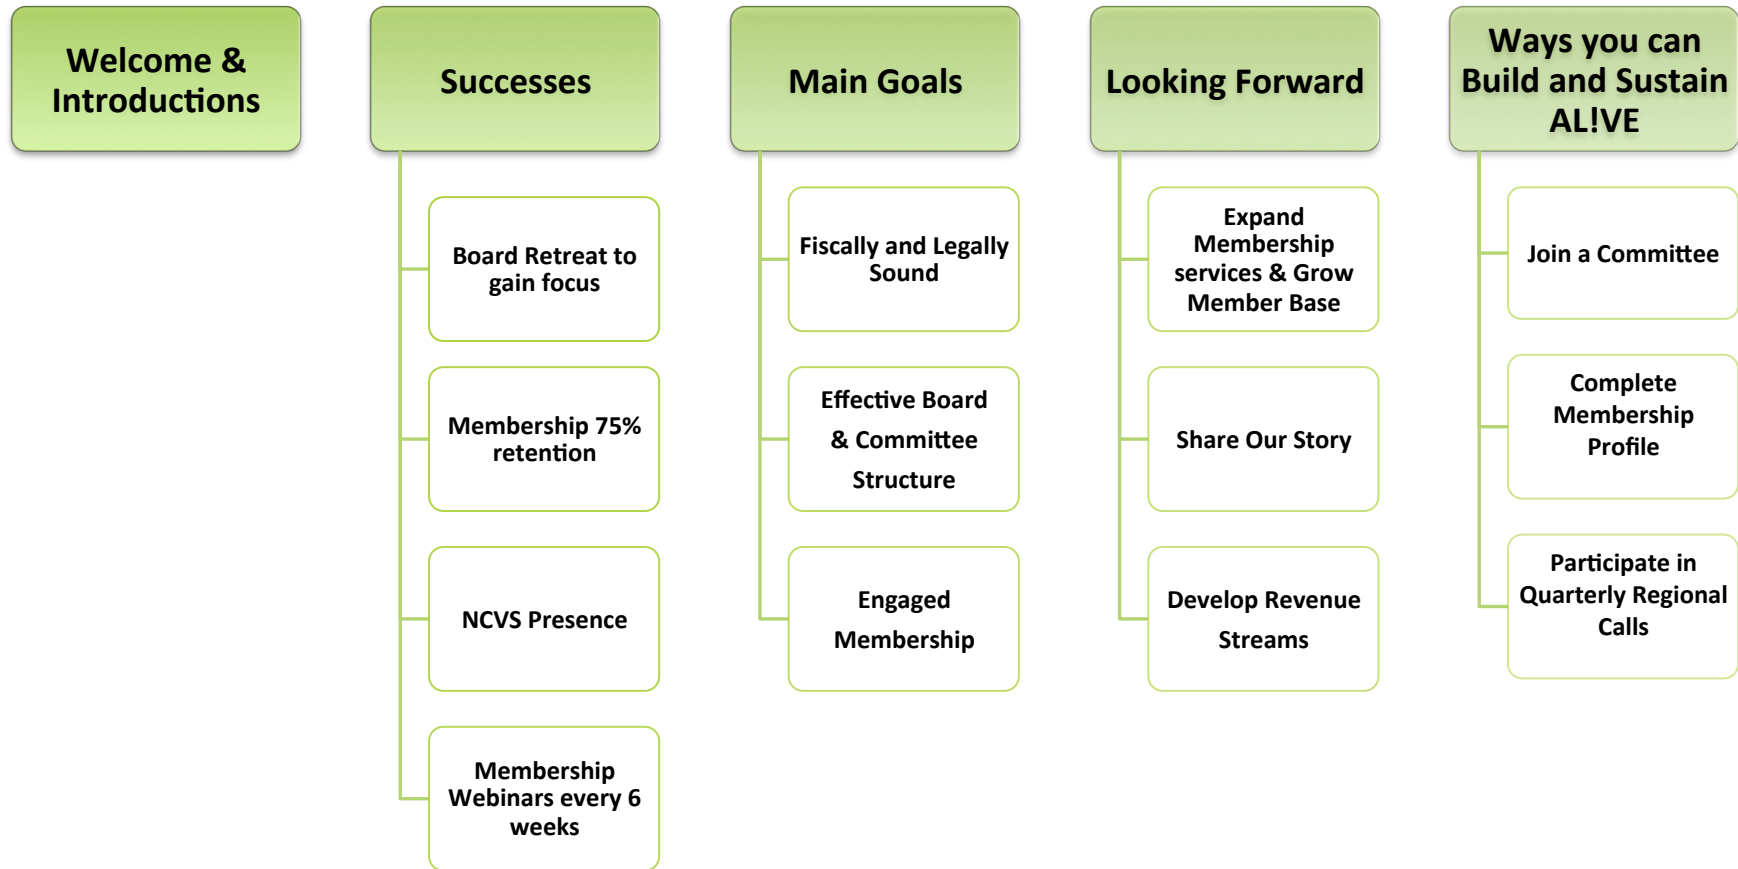 Welcome &
Introductions
Successes
Board Retreat to
gain focus
Membership 75%
retention
NCVS Presence
Membership
Webinars every 6
weeks
Main Goals
Fiscally and Legally
Sound
Effective Board
& Committee
Structure
Engaged
Membership
Looking Forward
Expand
Membership
services & Grow
Member Base
Share Our Story
Develop Revenue
Streams
Ways you can
Build and Sustain
AL!VE
Join a Committee
Complete
Membership
Profile
Participate in
Quarterly Regional
Calls